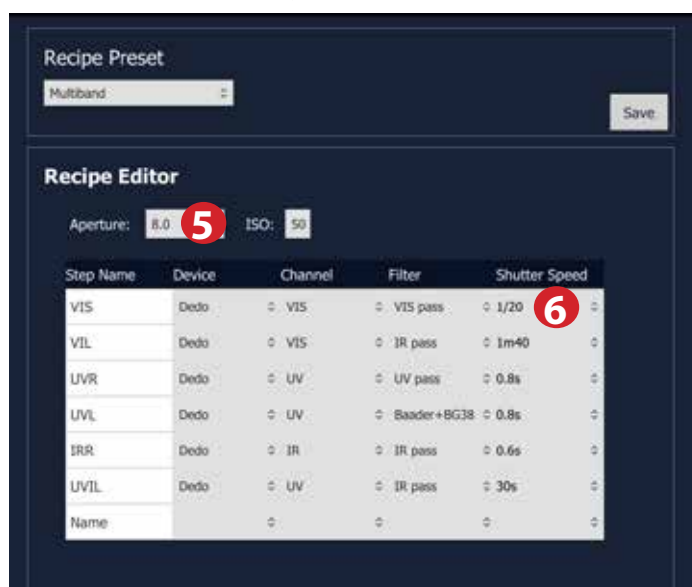 Recipe Preset
Multiband
Save
Recipe Editor
Aperture: 8.0 5 ISO: 50
Step Name Device Channel Filter Shutter Speed
VIS Dedo VIS VIS pass 1/20 6
VIL Dedo VIS IR pass 1m40
UVR Dedo UV UV pass 0.8s
UVL Dedo UV Baader+BG38 0.8s
IRR Dedo IR IR pass 0.6s
UVIL Dedo UV IR pass 30s
Name